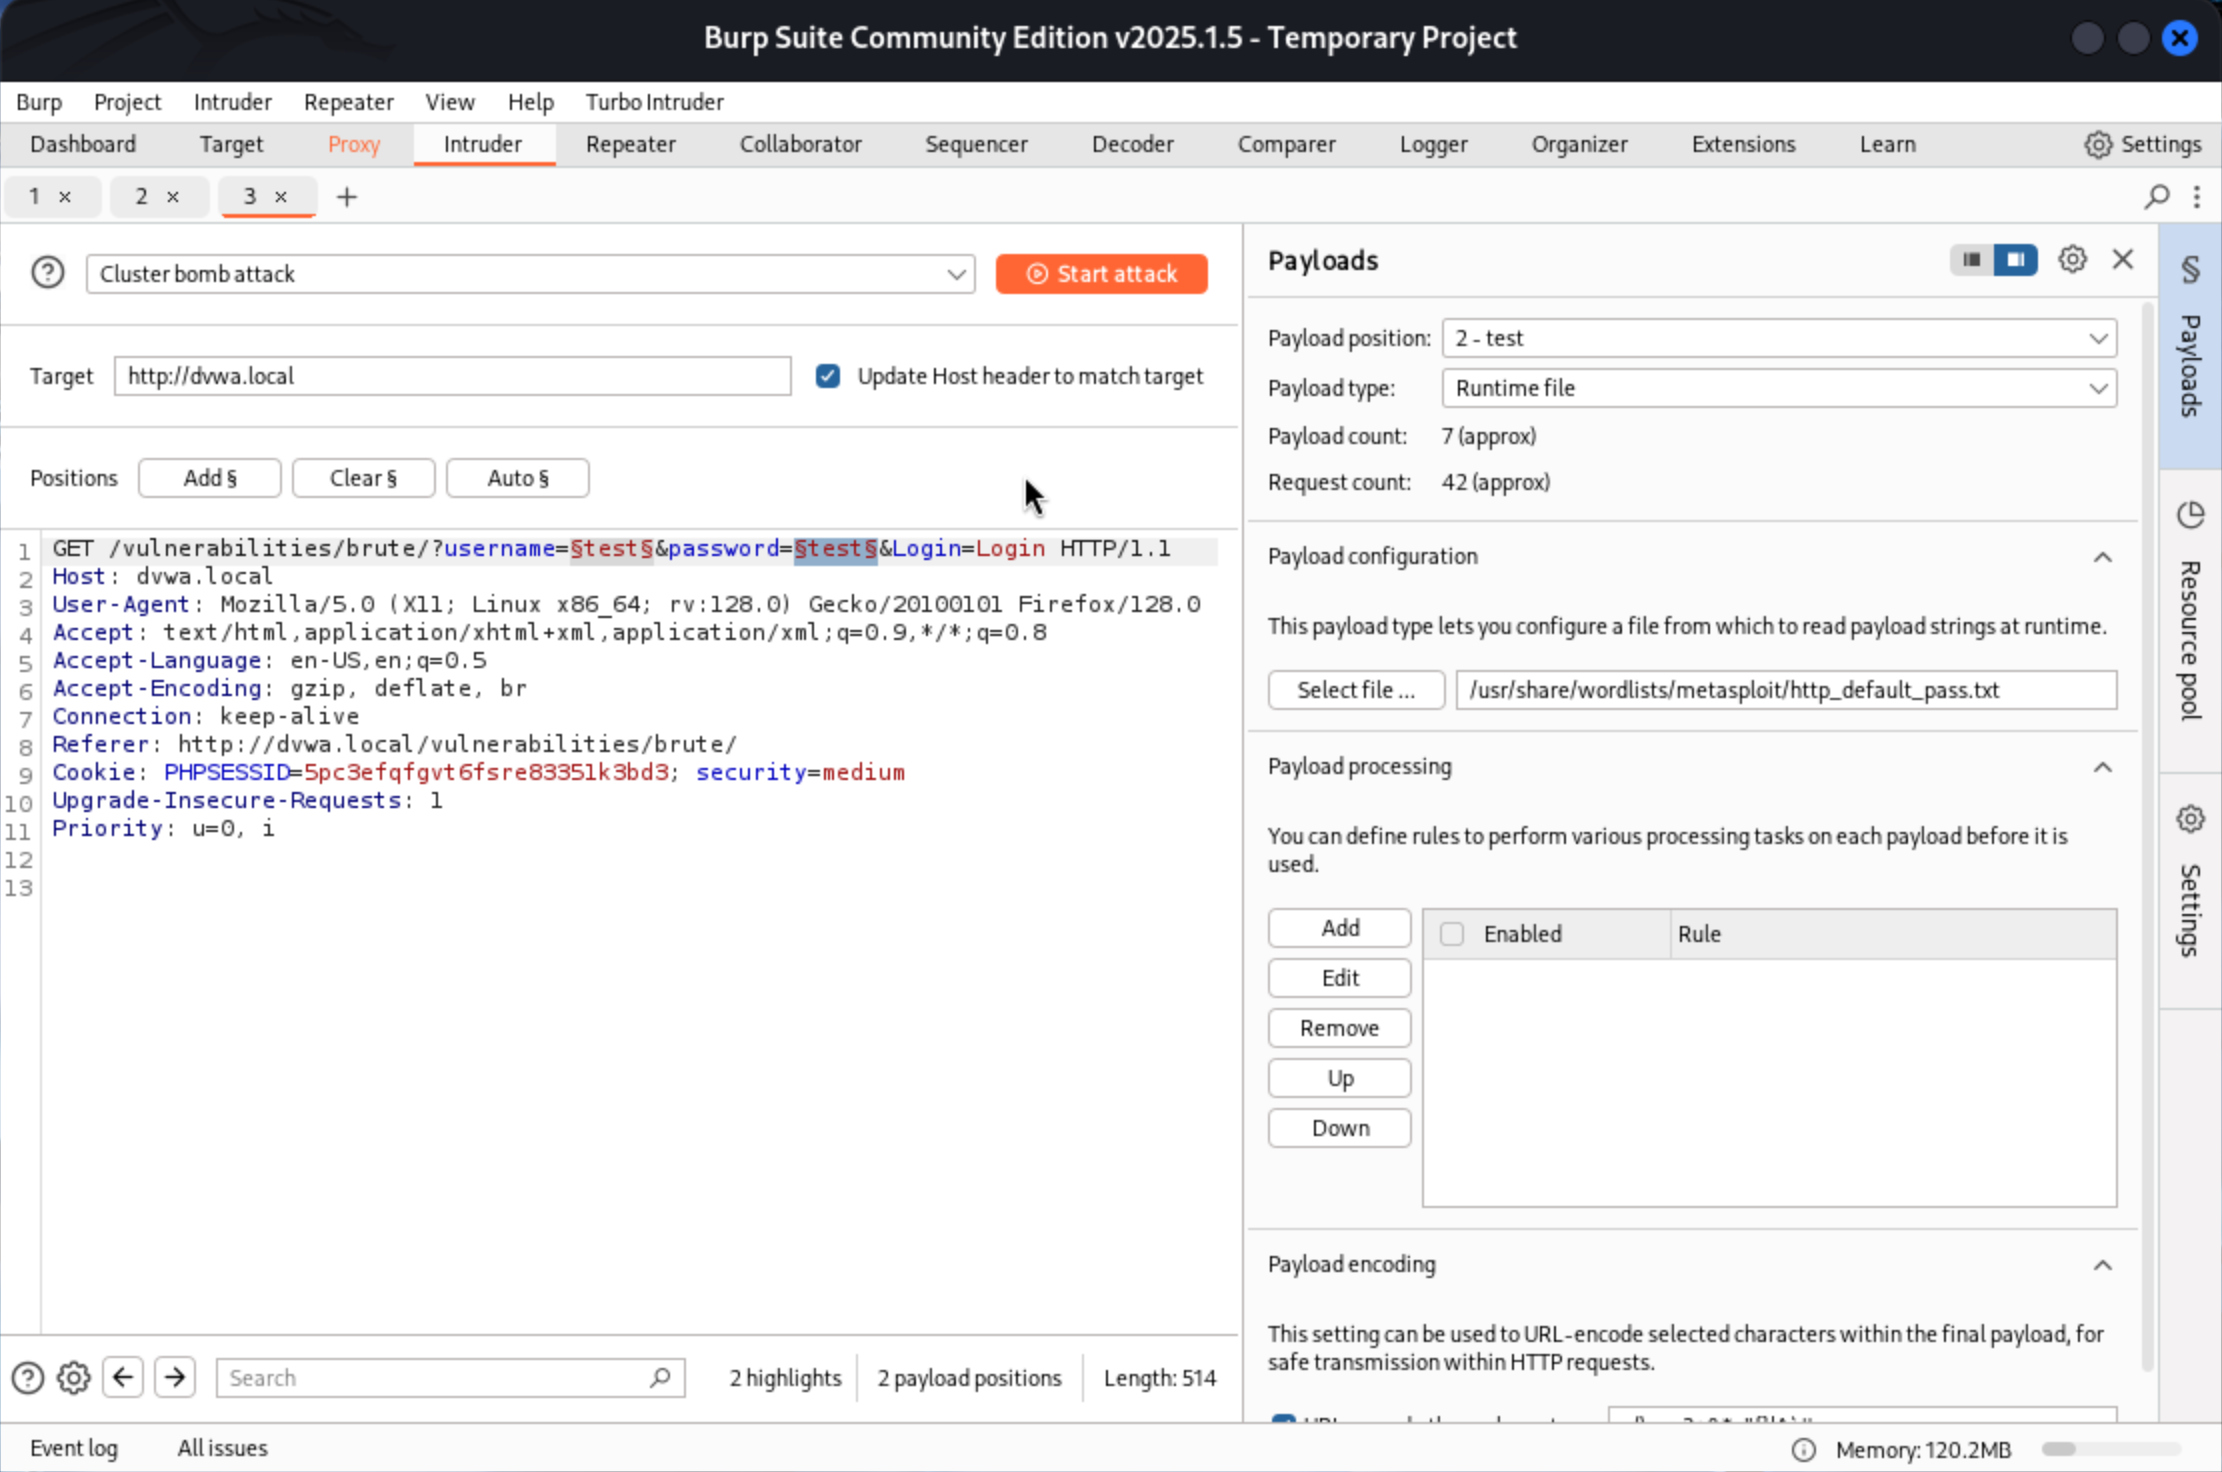 Burp Suite Community Edition v2025.1.5 - Temporary Project
Burp Project Intruder Repeater View Help Turbo Intruder
Dashboard Target Proxy Intruder Repeater Collaborator Sequencer Decoder Comparer Logger Organizer Extensions Learn Settings
1 × 2 × 3 × +
Cluster bomb attack
Start attack
Target http://dvwa.local
Update Host header to match target
Positions Add § Clear § Auto §
1 GET /vulnerabilities/brute/?username=§test§&password=§test§&Login=Login HTTP/1.1
2 Host: dvwa.local
3 User-Agent: Mozilla/5.0 (X11; Linux x86_64; rv:128.0) Gecko/20100101 Firefox/128.0
4 Accept: text/html,application/xhtml+xml,application/xml;q=0.9,*/*;q=0.8
5 Accept-Language: en-US,en;q=0.5
6 Accept-Encoding: gzip, deflate, br
7 Connection: keep-alive
8 Referer: http://dvwa.local/vulnerabilities/brute/
9 Cookie: PHPSESSID=5pc3efqfgvt6fsre8335lk3bd3; security=medium
10 Upgrade-Insecure-Requests: 1
11 Priority: u=0, i
12
13
Search
2 highlights
2 payload positions
Length: 514
Payloads
Payload position: 2 - test
Payload type: Runtime file
Payload count: 7 (approx)
Request count: 42 (approx)
Payload configuration
This payload type lets you configure a file from which to read payload strings at runtime.
Select file ... /usr/share/wordlists/metasploit/http_default_pass.txt
Payload processing
You can define rules to perform various processing tasks on each payload before it is
used.
Add
Edit
Remove
Up
Down
Enabled Rule
Payload encoding
This setting can be used to URL-encode selected characters within the final payload, for
safe transmission within HTTP requests.
§ Payloads
Resource pool
Settings
Event log All issues
Memory: 120.2MB